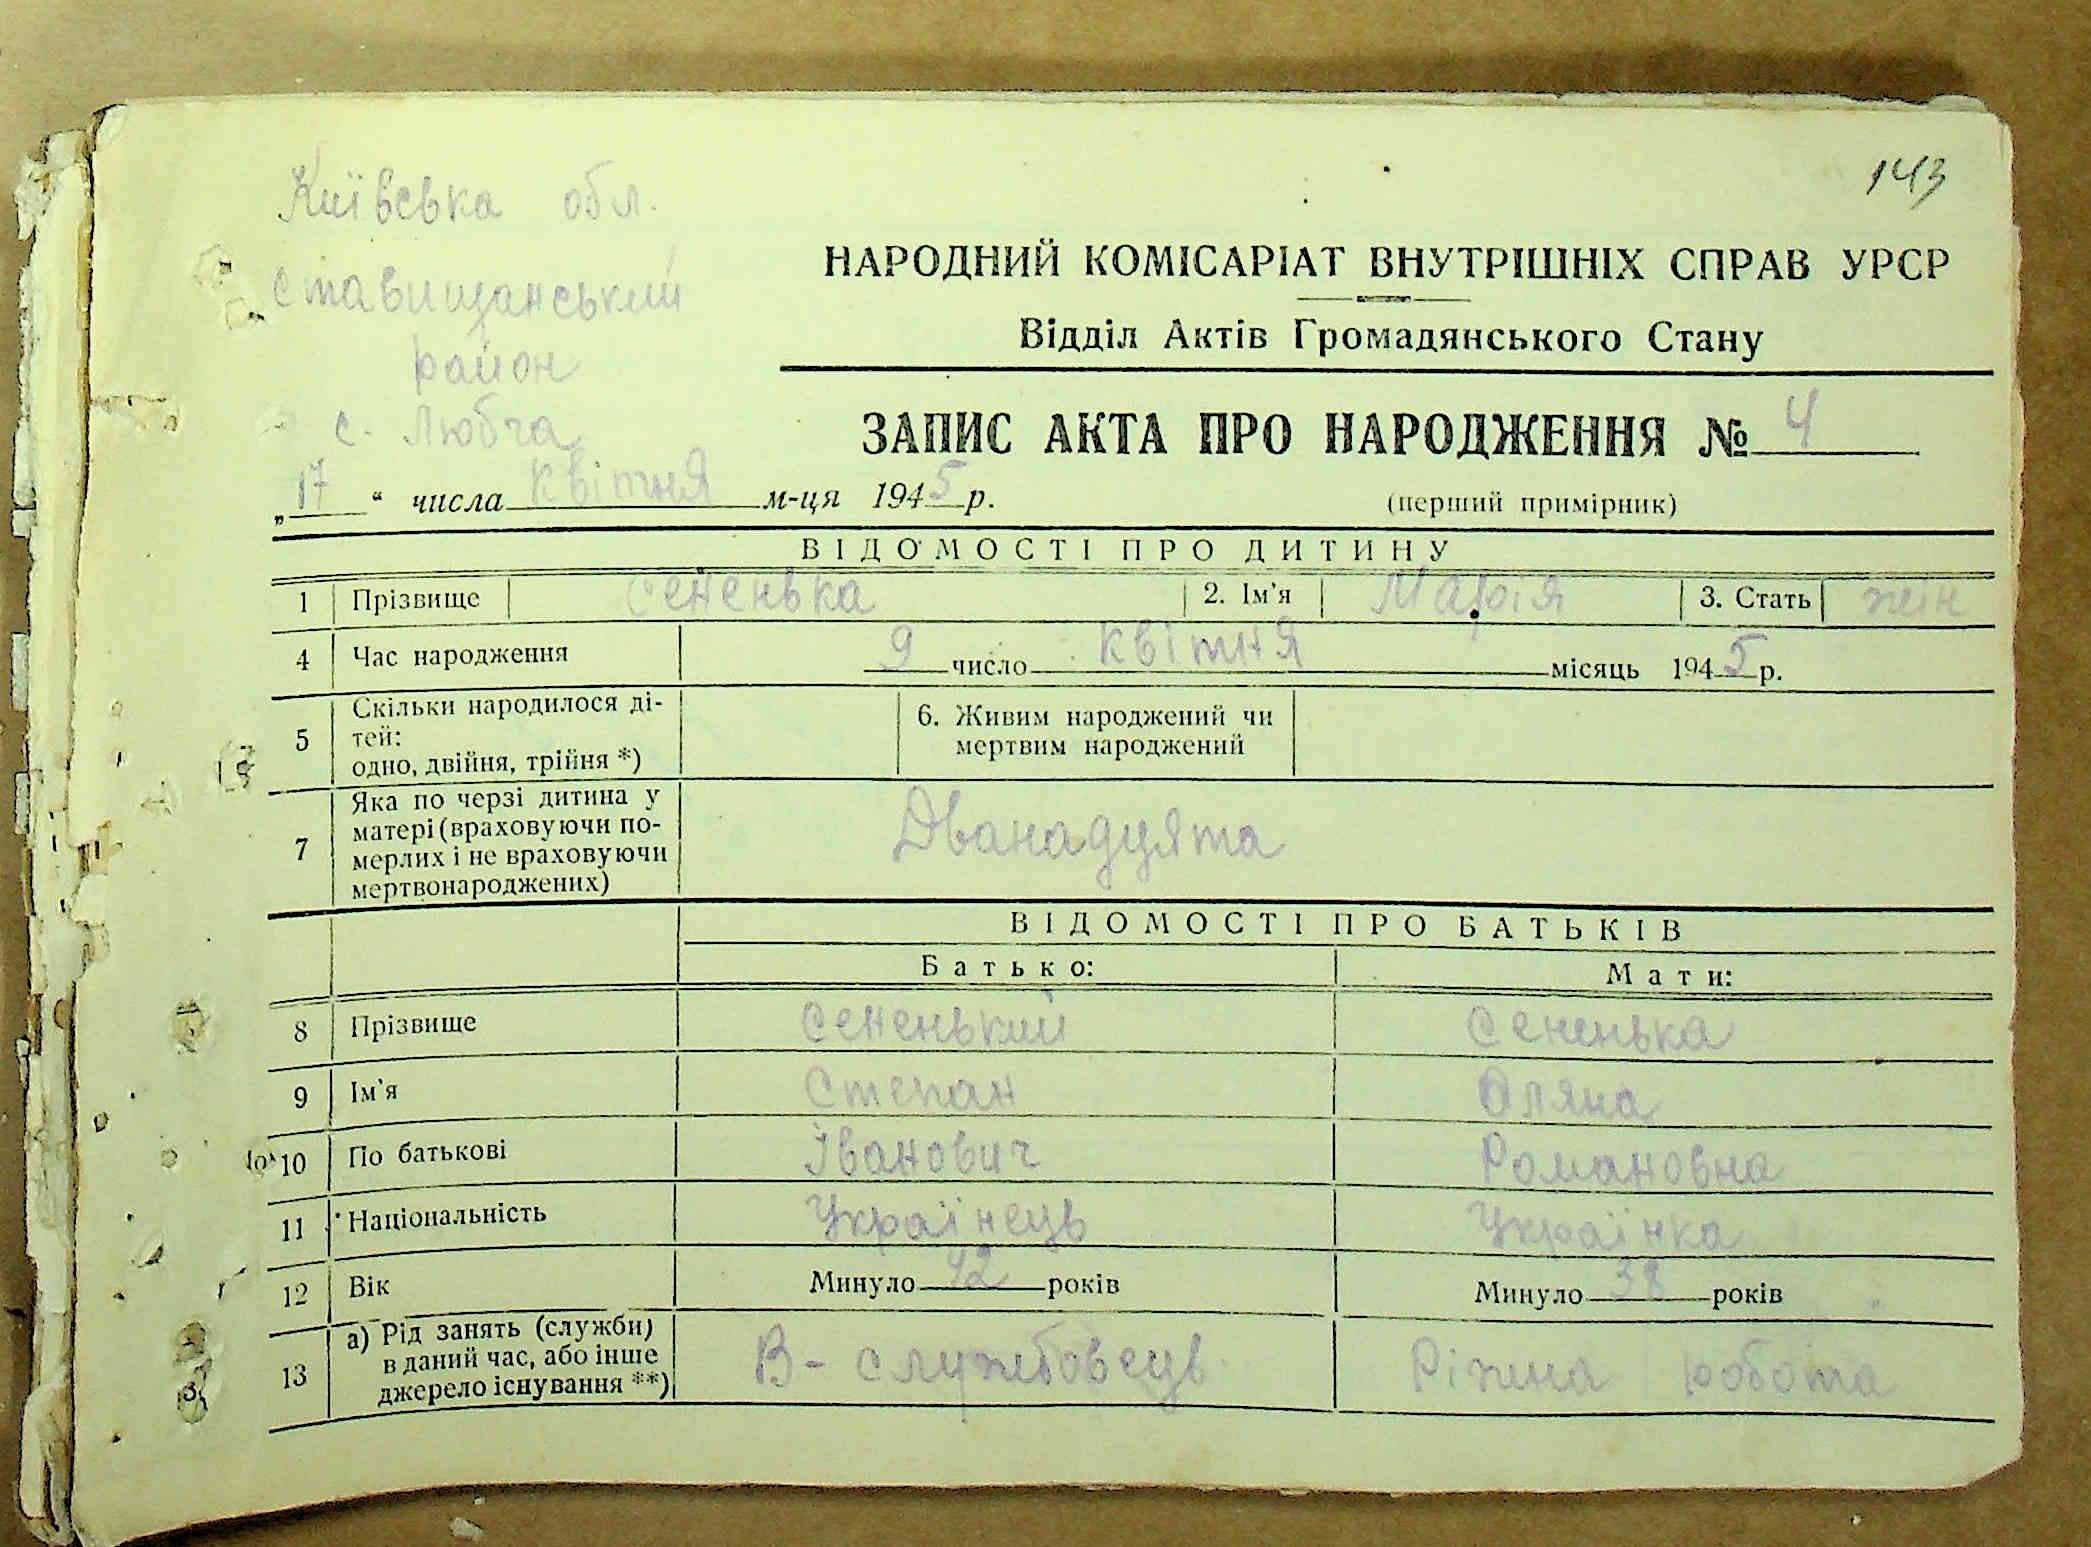 143
Київська обл.
Ставищанський
район
с. Любча
НАРОДНИЙ КОМІСАРІАТ ВНУТРІШНІХ СПРАВ УРСР
Відділ Актів Громадянського Стану
ЗАПИС АКТА ПРО НАРОДЖЕННЯ № 4
„17“ числа квітня м-ця 1945 р.
(перший примірник)
ВІДОМОСТІ ПРО ДИТИНУ
1 Прізвище Сененька 2. Ім'я Марія 3. Стать жін
4 Час народження 9 число квітня місяць 1945 р.
5 Скільки народилося ді-
тей:
одно, двійня, трійня *)
6. Живим народжений чи
мертвим народжений
7 Яка по черзі дитина у
матері (враховуючи по-
мерлих і не враховуючи
мертвонароджених)
Дванадцята
ВІДОМОСТІ ПРО БАТЬКІВ
Батько: Мати:
8 Прізвище Сененький Сененька
9 Ім'я Степан Оляна
10 По батькові Іванович Романовна
11 Національність Українець Українка
12 Вік Минуло 42 років Минуло 38 років
13 а) Рід занять (служби)
в даний час, або інше
джерело існування **)
В-службовець Ріжна робота